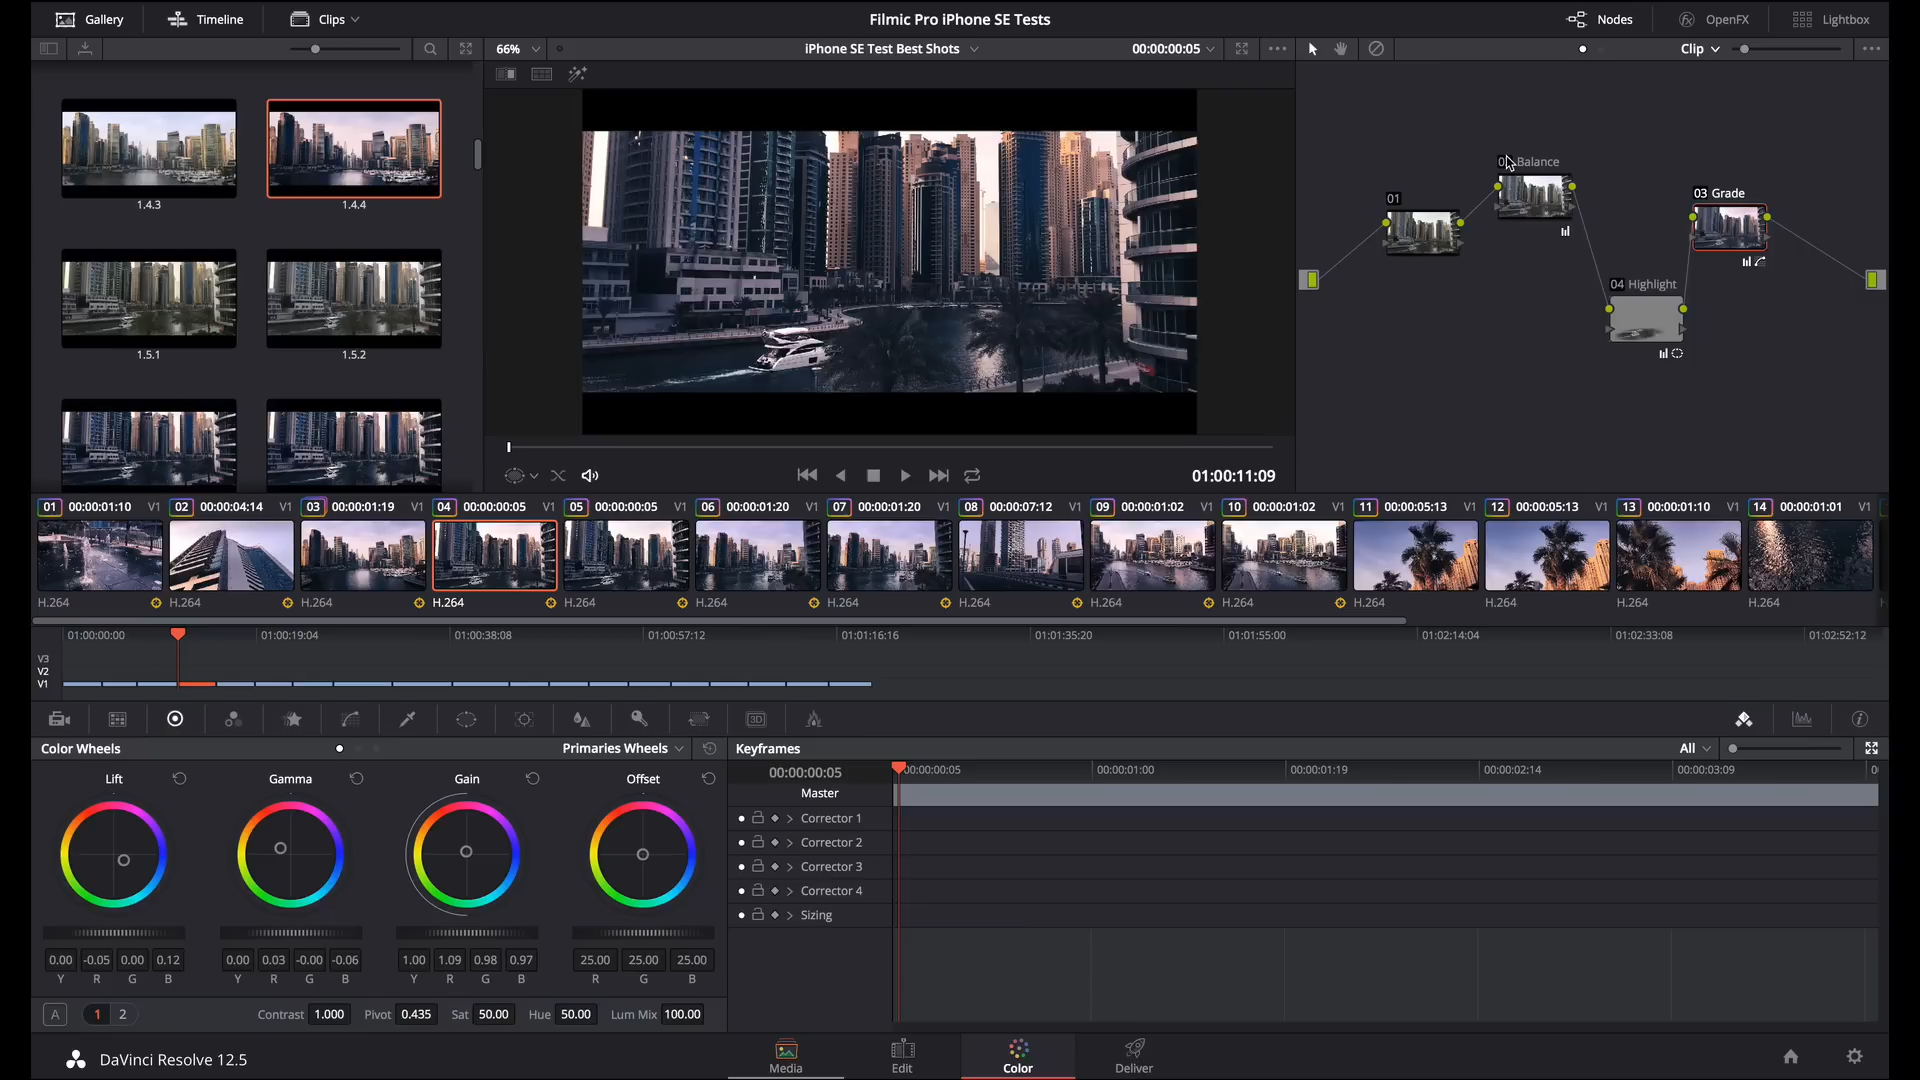 Gallery Timeline Clips Filmic Pro iPhone SE Tests Nodes OpenFX Lightbox
66% iPhone SE Test Best Shots 00:00:00:05 Clip
1.4.3 1.4.4
1.5.1 1.5.2
01
Balance
03 Grade
04 Highlight
01:00:11:09
01 00:00:01:10 V1 02 00:00:04:14 V1 03 00:00:01:19 V1 04 00:00:00:05 V1 05 00:00:00:05 V1 06 00:00:01:20 V1 07 00:00:01:20 V1 08 00:00:07:12 V1 09 00:00:01:02 V1 10 00:00:01:02 V1 11 00:00:05:13 V1 12 00:00:05:13 V1 13 00:00:01:10 V1 14 00:00:01:01 V1
H.264 H.264 H.264 H.264 H.264 H.264 H.264 H.264 H.264 H.264 H.264 H.264 H.264 H.264
01:00:00:00 01:00:19:04 01:00:38:08 01:00:57:12 01:01:16:16 01:01:35:20 01:01:55:00 01:02:14:04 01:02:33:08 01:02:52:12
V3
V2
V1
3D
Color Wheels Primaries Wheels
Lift Gamma Gain Offset
0.00 -0.05 0.00 0.12 0.00 0.03 -0.00 -0.06 1.00 1.09 0.98 0.97 25.00 25.00 25.00
Y R G B Y R G B Y R G B R G B
A 1 2 Contrast 1.000 Pivot 0.435 Sat 50.00 Hue 50.00 Lum Mix 100.00
Keyframes All
00:00:00:05 00:00:00:05 00:00:01:00 00:00:01:19 00:00:02:14 00:00:03:09
Master
Corrector 1
Corrector 2
Corrector 3
Corrector 4
Sizing
DaVinci Resolve 12.5 Media Edit Color Deliver